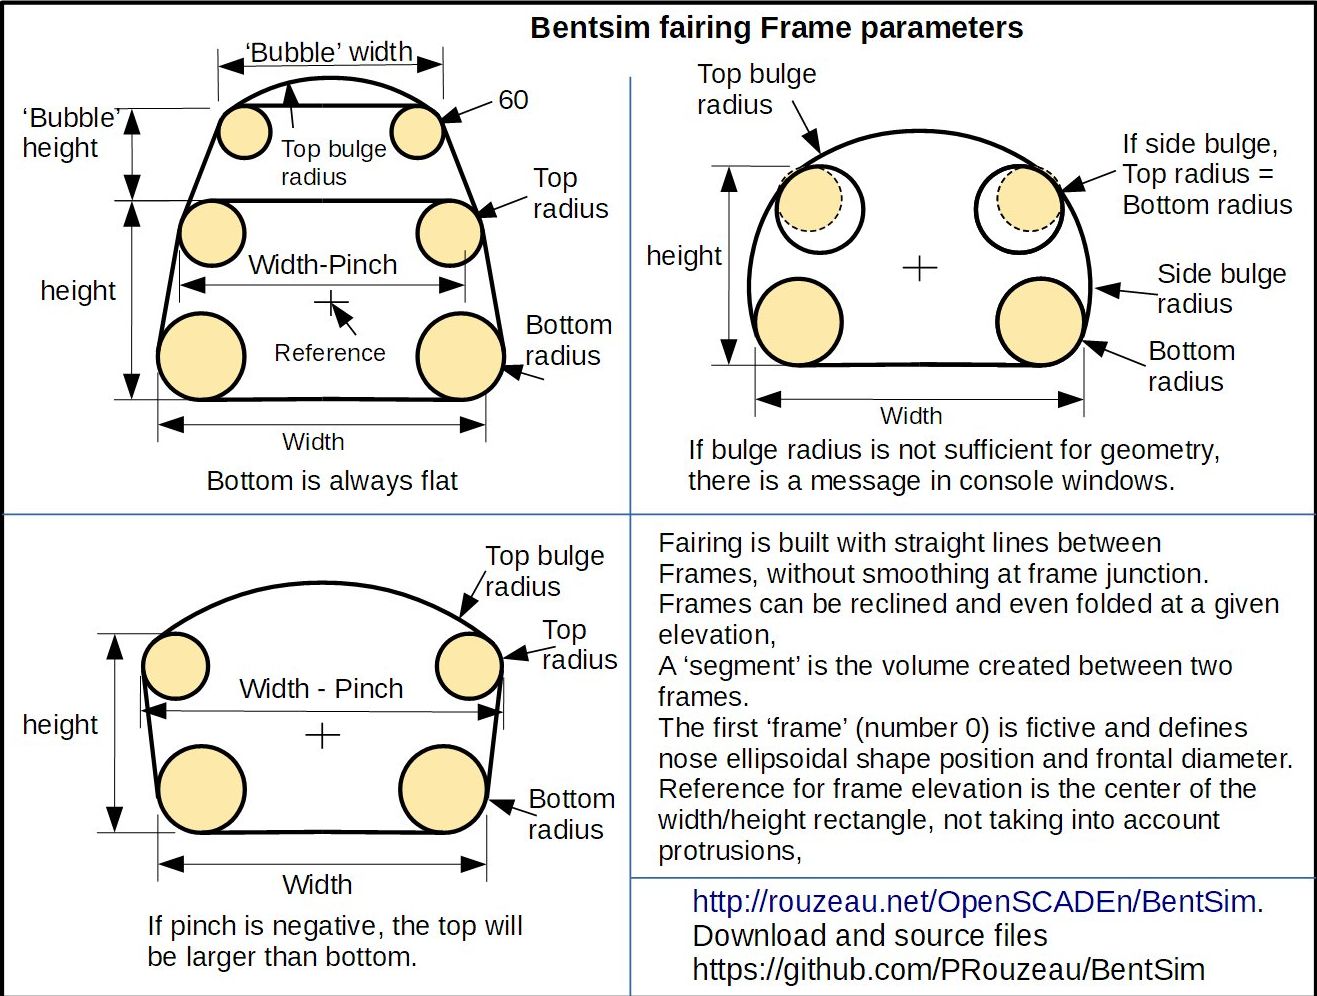 Bentsim fairing Frame parameters
‘Bubble’ width
‘Bubble’
height
60
Top bulge
radius
Top
radius
Width-Pinch
height
Reference
Bottom
radius
Width
Bottom is always flat
Top bulge
radius
If side bulge,
Top radius =
Bottom radius
height
Side bulge
radius
Bottom
radius
Width
If bulge radius is not sufficient for geometry,
there is a message in console windows.
Top bulge
radius
Top
radius
Width - Pinch
height
Bottom
radius
Width
If pinch is negative, the top will
be larger than bottom.
Fairing is built with straight lines between
Frames, without smoothing at frame junction.
Frames can be reclined and even folded at a given
elevation,
A ‘segment’ is the volume created between two
frames.
The first ‘frame’ (number 0) is fictive and defines
nose ellipsoidal shape position and frontal diameter.
Reference for frame elevation is the center of the
width/height rectangle, not taking into account
protrusions,
http://rouzeau.net/OpenSCADEn/BentSim.
Download and source files
https://github.com/PRouzeau/BentSim